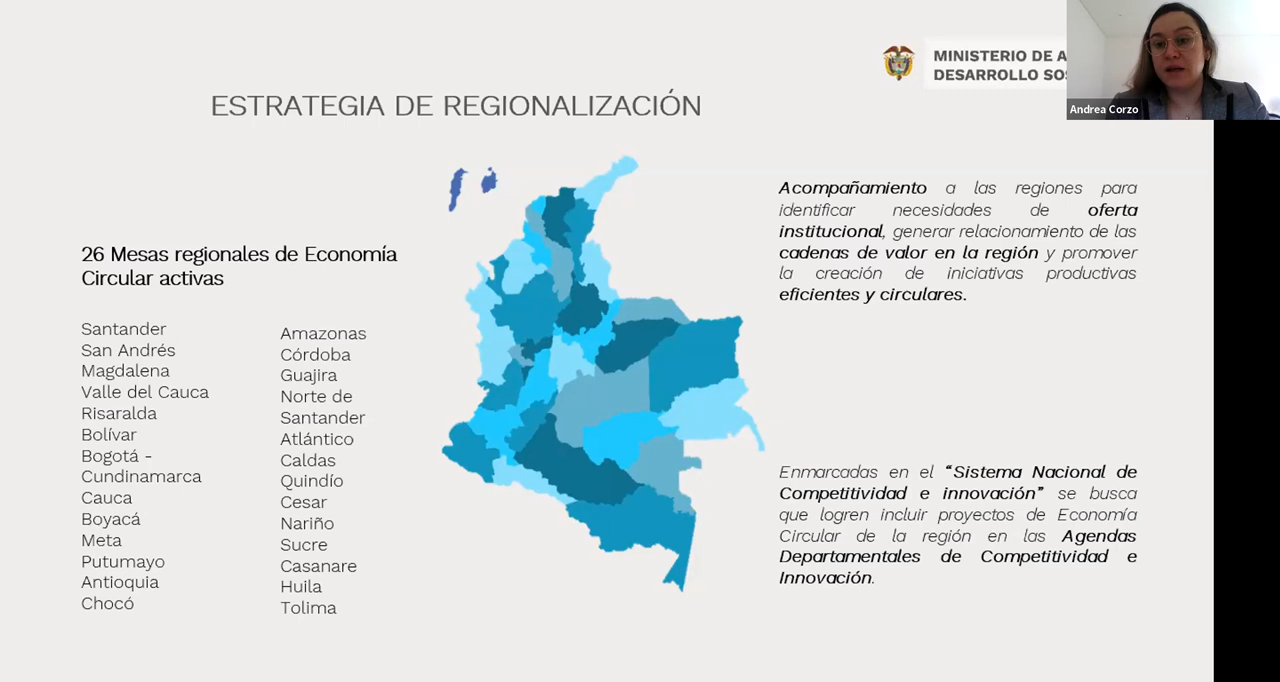 MINISTERIO DE A
DESARROLLO SOS
Andrea Corzo
ESTRATEGIA DE REGIONALIZACIÓN
26 Mesas regionales de Economía
Circular activas
Santander
San Andrés
Magdalena
Valle del Cauca
Risaralda
Bolívar
Bogotá -
Cundinamarca
Cauca
Boyacá
Meta
Putumayo
Antioquia
Chocó
Amazonas
Córdoba
Guajira
Norte de
Santander
Atlántico
Caldas
Quindío
Cesar
Nariño
Sucre
Casanare
Huila
Tolima
Acompañamiento a las regiones para
identificar necesidades de oferta
institucional, generar relacionamiento de las
cadenas de valor en la región y promover
la creación de iniciativas productivas
eficientes y circulares.
Enmarcadas en el “Sistema Nacional de
Competitividad e innovación” se busca
que logren incluir proyectos de Economía
Circular de la región en las Agendas
Departamentales de Competitividad e
Innovación.